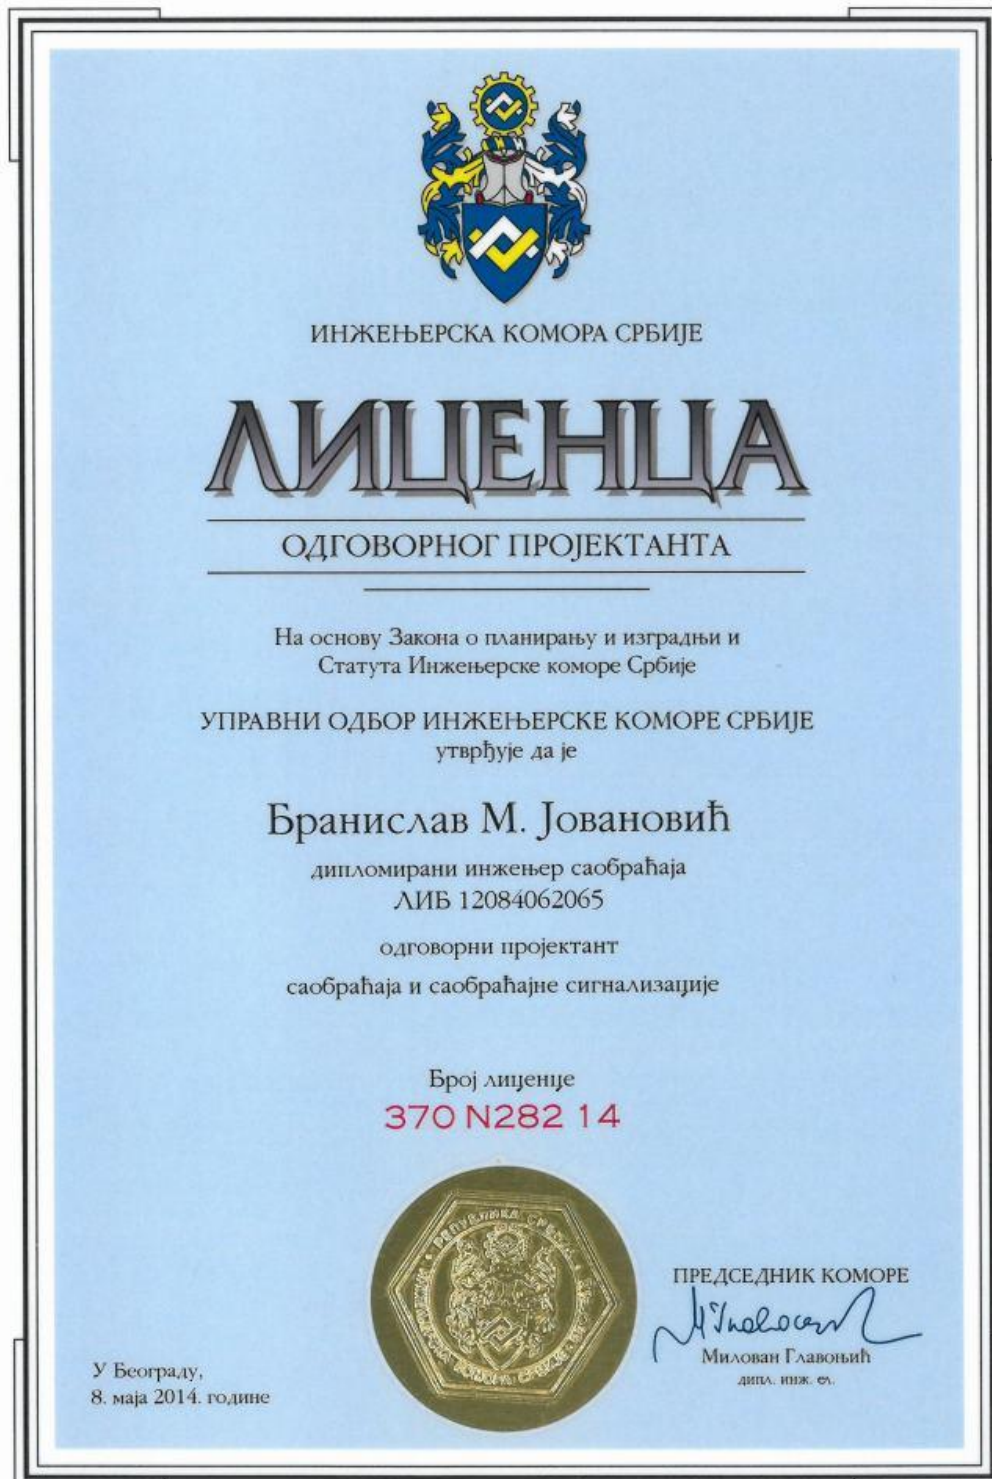 ИНЖЕЊЕРСКА КОМОРА СРБИЈЕ
ЛИЦЕНЦА
ОДГОВОРНОГ ПРОЈЕКТАНТА
На основу Закона о планирању и изградњи и
Статута Инжењерске коморе Србије
УПРАВНИ ОДБОР ИНЖЕЊЕРСКЕ КОМОРЕ СРБИЈЕ
утврђује да је
Бранислав М. Јовановић
дипломирани инжењер саобраћаја
ЛИБ 12084062065
одговорни пројектант
саобраћаја и саобраћајне сигнализације
Број лиценце
370 N282 14
РЕПУБЛИКА СРБИЈА
ПРЕДСЕДНИК КОМОРЕ
Милован Главоњић
дипл. инж. ел.
У Београду,
8. маја 2014. године